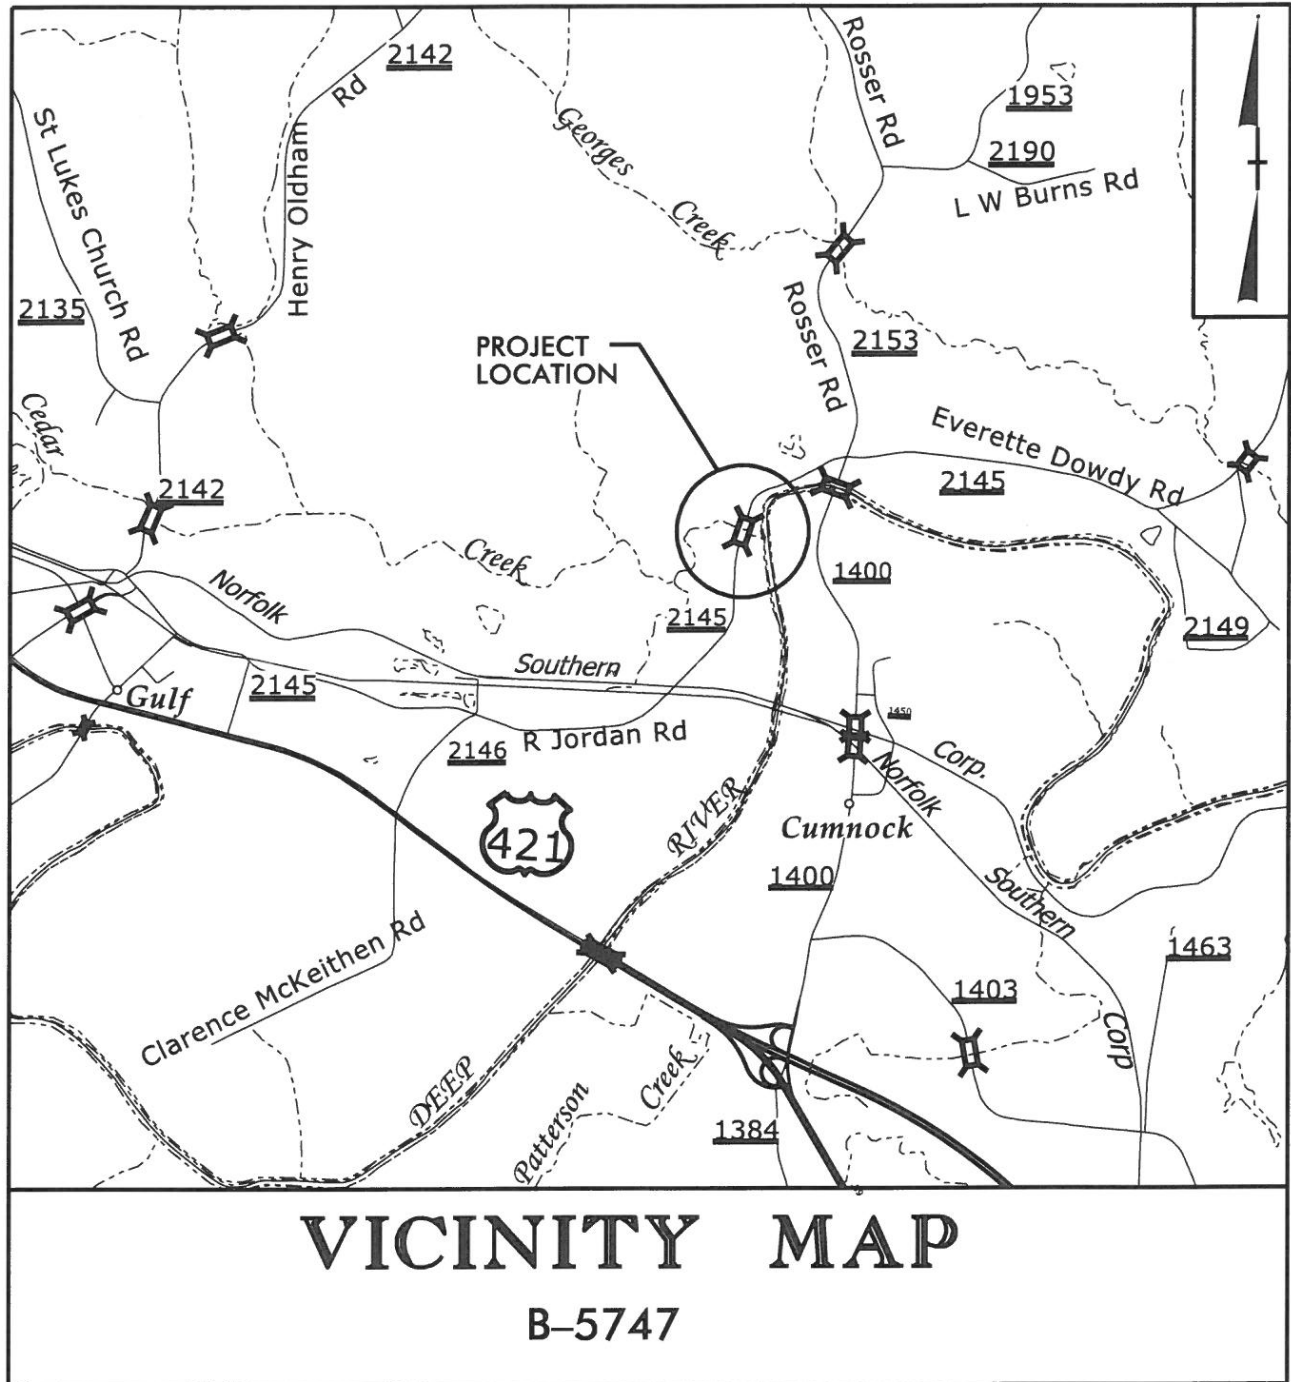 2142
Rd
Rosser Rd
1953
Georges
St Lukes Church Rd
Henry Oldham
2190
L W Burns Rd
Creek
2135
Rosser Rd
2153
PROJECT
LOCATION
Cedar
Everette Dowdy Rd
2145
2142
Creek
1400
Norfolk
2145
2149
Southern
Gulf
2145
1450
R Jordan Rd
2146
Corp.
Norfolk
421
RIVER
Cumnock
1400
Southern
Clarence McKeithen Rd
1463
1403
Corp
DEEP
Creek
Patterson
1384
VICINITY MAP
B–5747